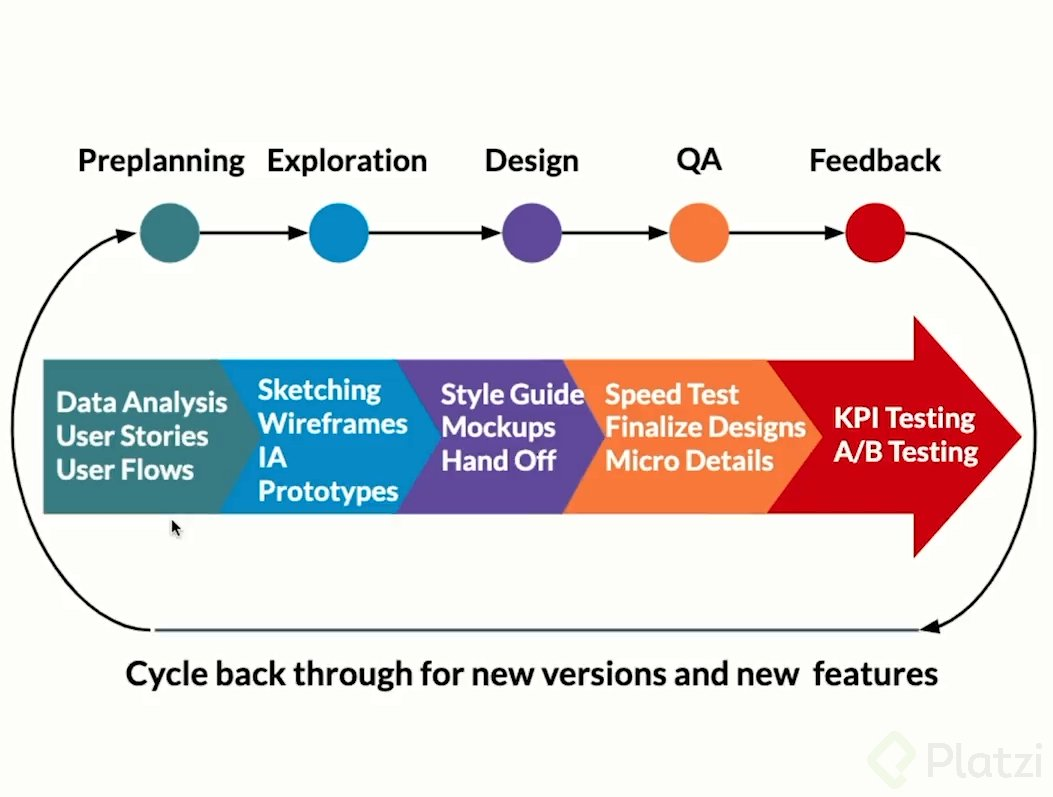 Preplanning Exploration Design QA Feedback
Data Analysis
User Stories
User Flows
Sketching
Wireframes
IA
Prototypes
Style Guide
Mockups
Hand Off
Speed Test
Finalize Designs
Micro Details
KPI Testing
A/B Testing
Cycle back through for new versions and new features
Platzi